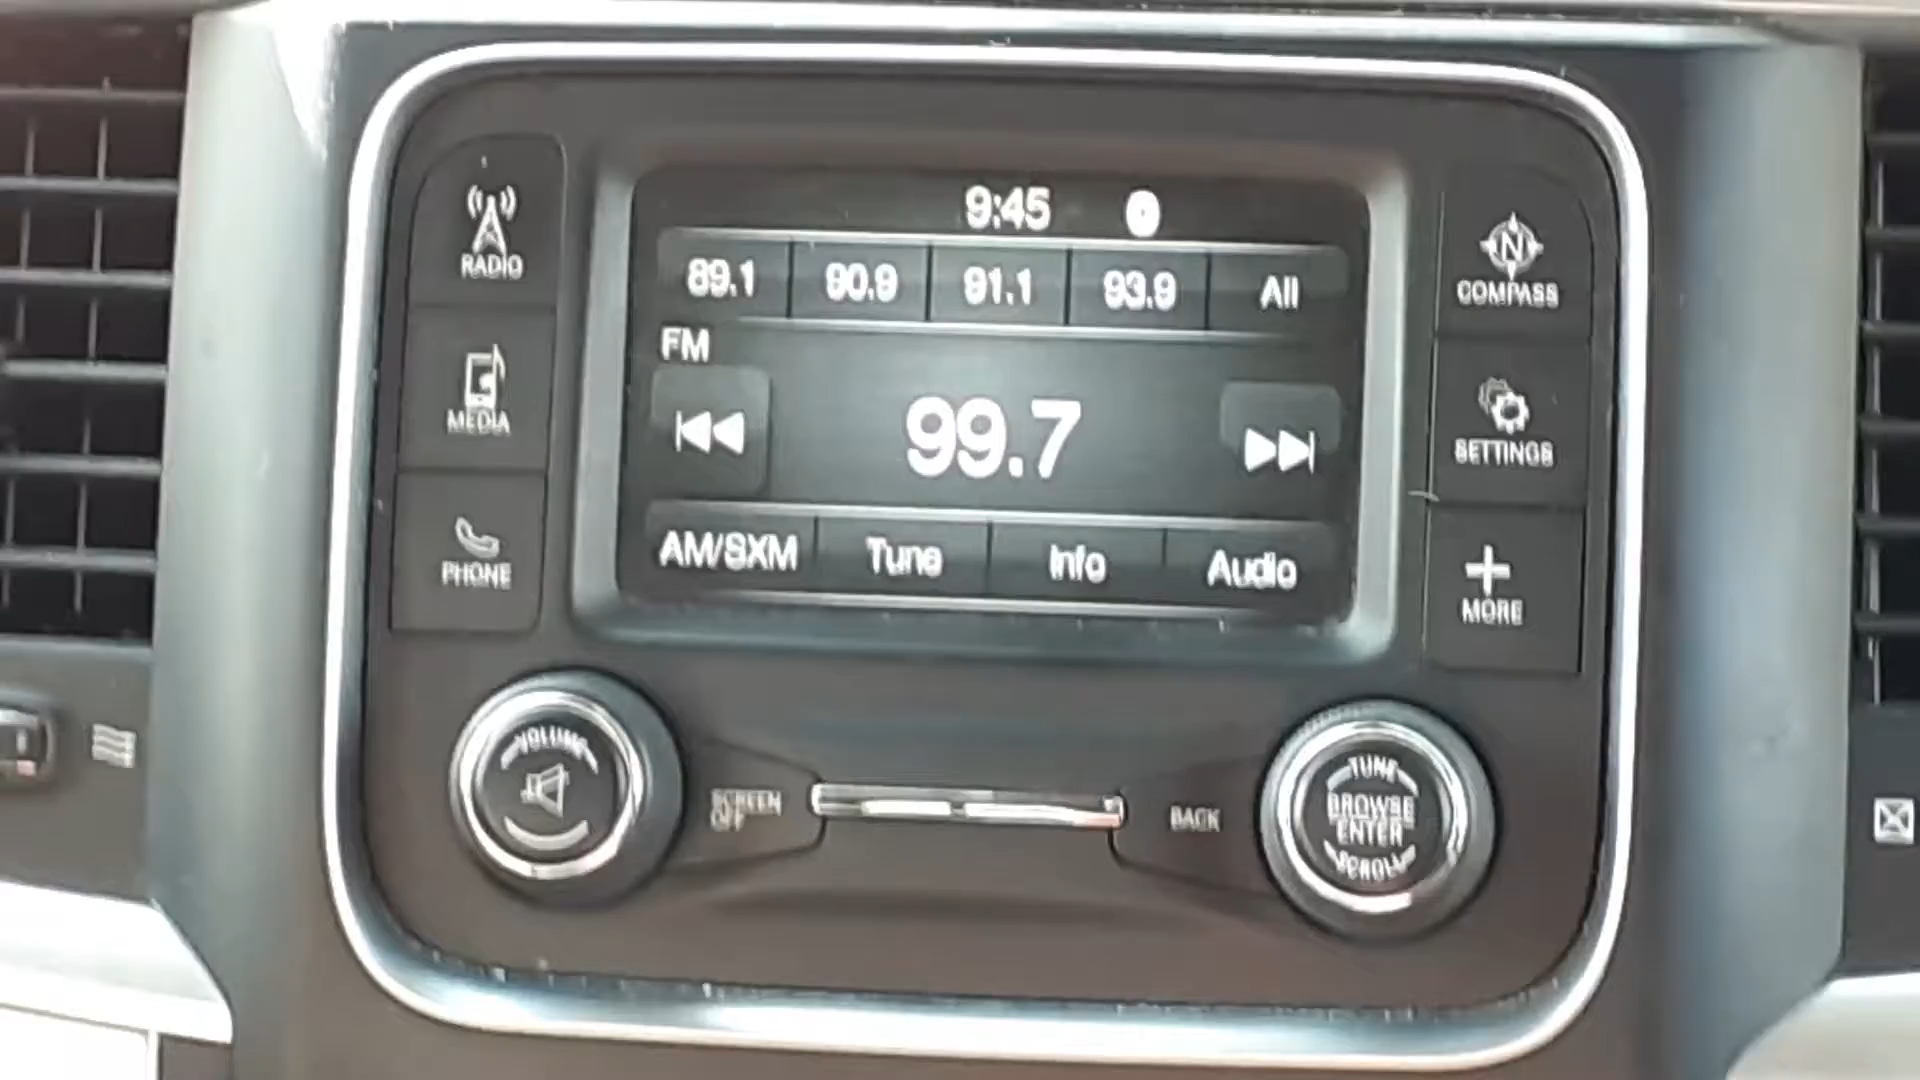 9:45
89.1 90.9 91.1 93.9 All
FM
99.7
AM/SXM Tune Info Audio
RADIO
MEDIA
PHONE
N
COMPASS
SETTINGS
MORE
VOLUME
SCREEN
OFF
BACK
TUNE
BROWSE
ENTER
SCROLL